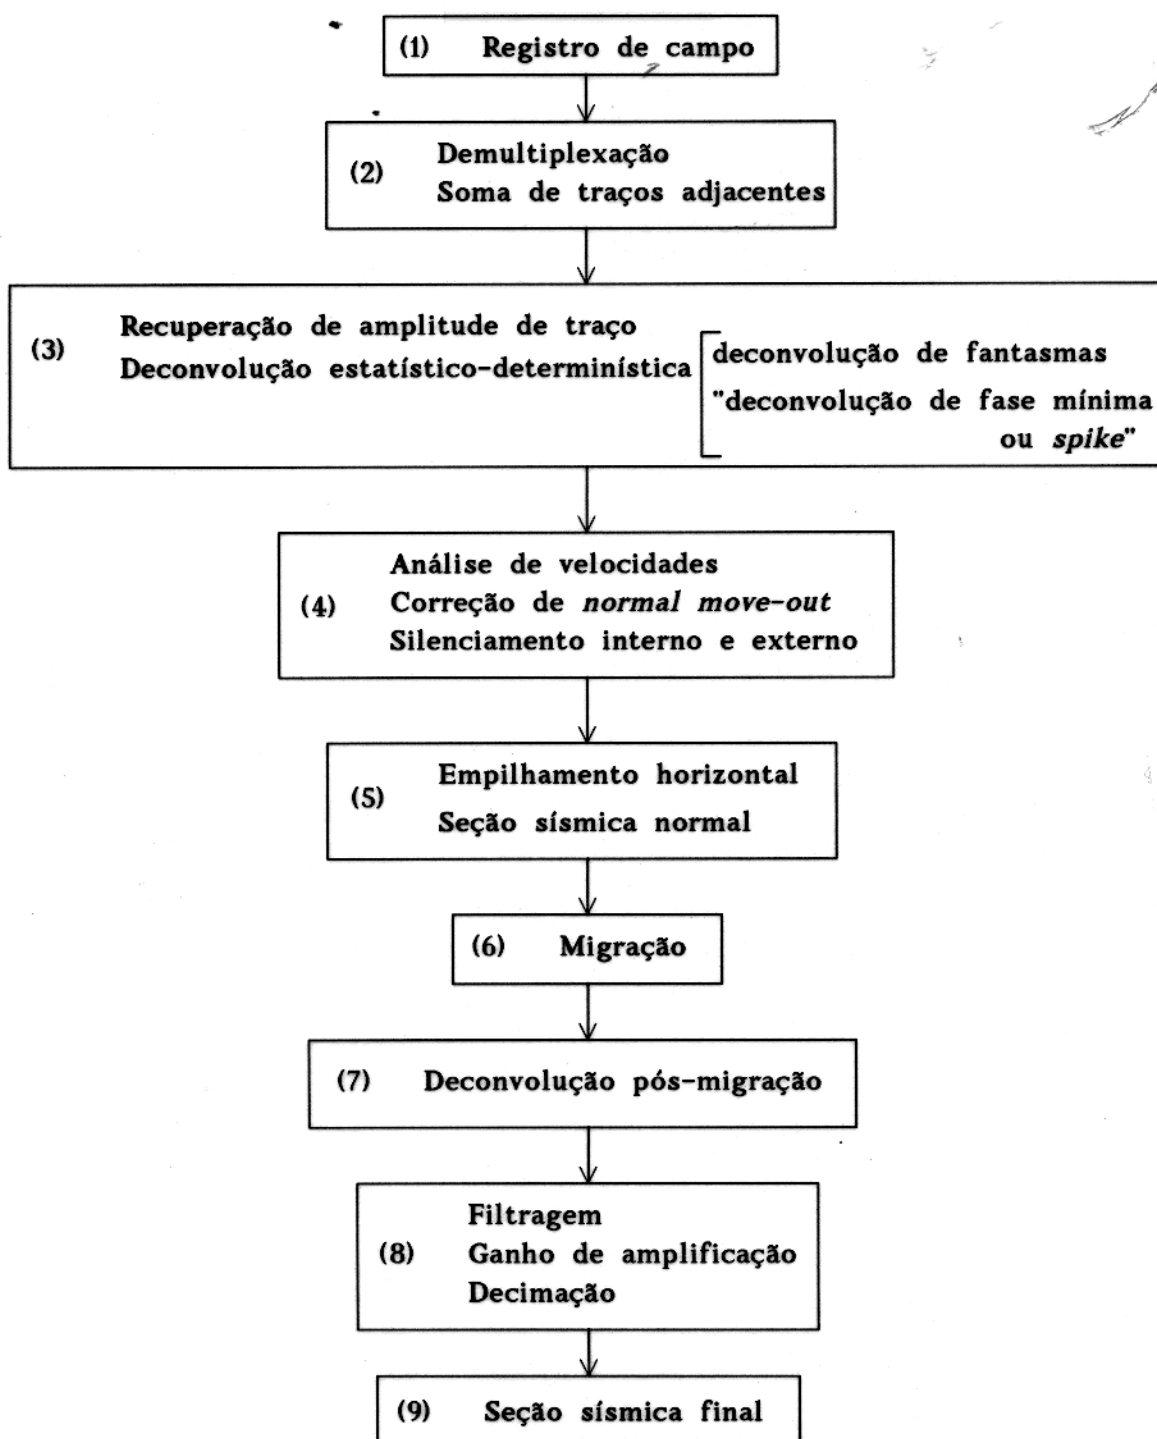 (1) Registro de campo
(2) Demultiplexação
Soma de traços adjacentes
(3) Recuperação de amplitude de traço
Deconvolução estatístico-determinística
deconvolução de fantasmas
"deconvolução de fase mínima
ou spike"
(4) Análise de velocidades
Correção de normal move-out
Silenciamento interno e externo
(5) Empilhamento horizontal
Seção sísmica normal
(6) Migração
(7) Deconvolução pós-migração
(8) Filtragem
Ganho de amplificação
Decimação
(9) Seção sísmica final